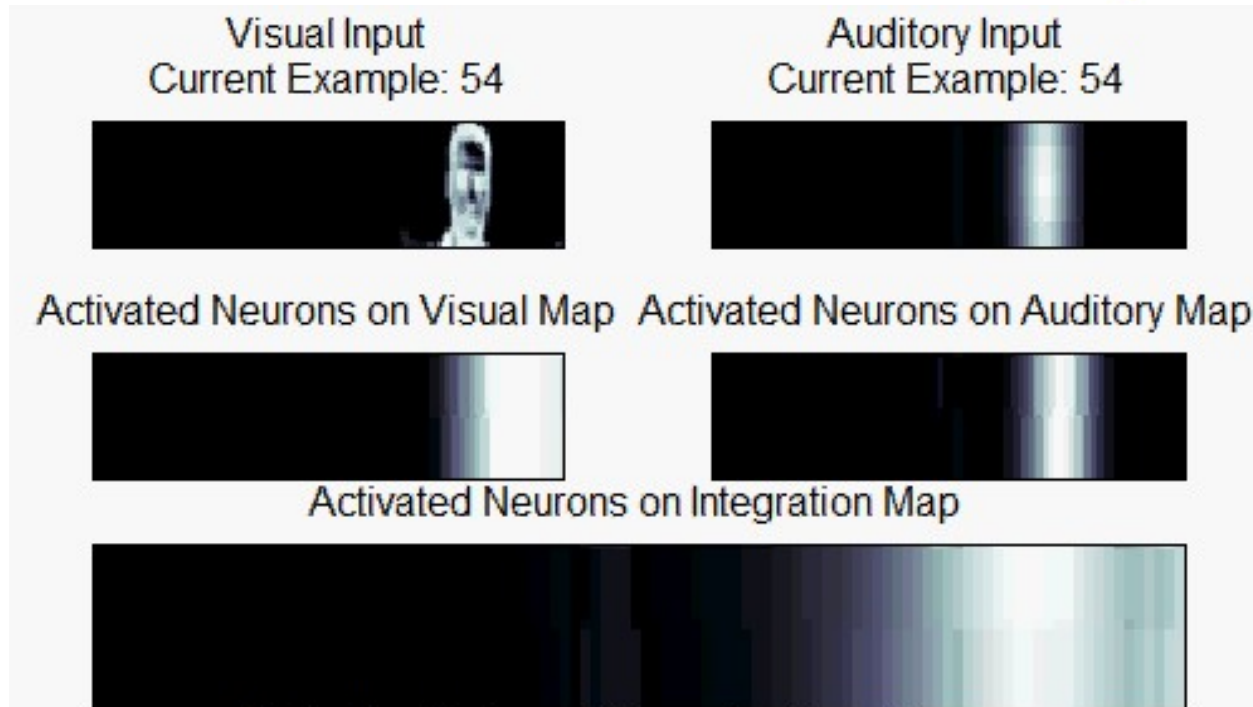 Visual Input
Current Example: 54
Auditory Input
Current Example: 54
Activated Neurons on Visual Map
Activated Neurons on Auditory Map
Activated Neurons on Integration Map